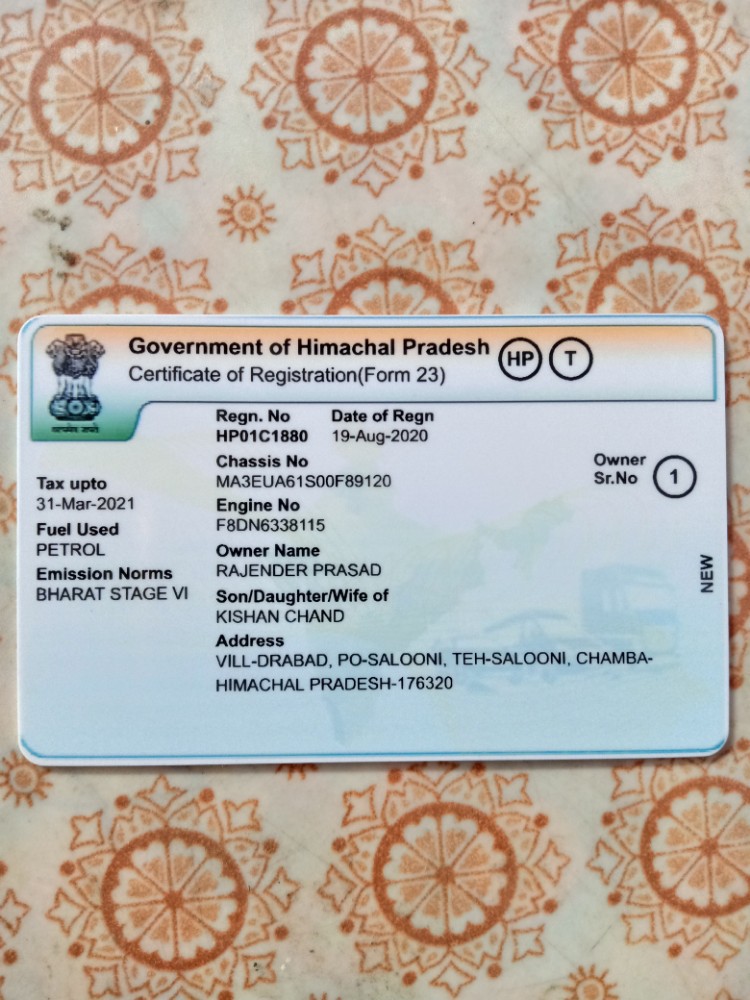 Government of Himachal Pradesh HP T
Certificate of Registration(Form 23)
सत्यमेव जयते
Regn. No Date of Regn
HP01C1880 19-Aug-2020
Chassis No
MA3EUA61S00F89120
Engine No
F8DN6338115
Owner Name
RAJENDER PRASAD
Son/Daughter/Wife of
KISHAN CHAND
Address
VILL-DRABAD, PO-SALOONI, TEH-SALOONI, CHAMBA-
HIMACHAL PRADESH-176320
Tax upto
31-Mar-2021
Fuel Used
PETROL
Emission Norms
BHARAT STAGE VI
Owner
Sr.No 1
NEW